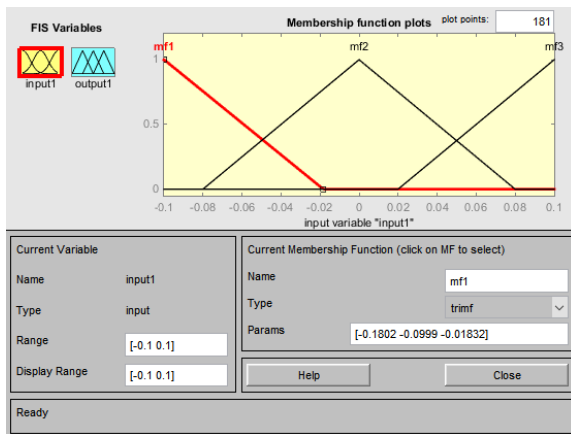 FIS Variables
Membership function plots
plot points:
181
input1
output1
mf1
mf2
mf3
1
0.5
0
-0.1
-0.08
-0.06
-0.04
-0.02
0
0.02
0.04
0.06
0.08
0.1
input variable "input1"
Current Variable
Name
input1
Type
input
Range
[-0.1 0.1]
Display Range
[-0.1 0.1]
Current Membership Function (click on MF to select)
Name
mf1
Type
trimf
Params
[-0.1802 -0.0999 -0.01832]
Help
Close
Ready